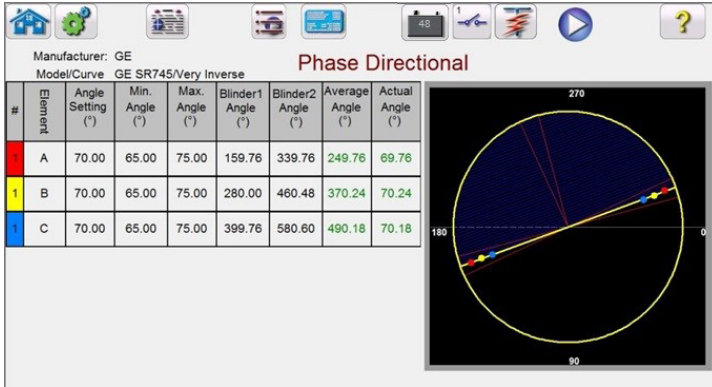 48
1
?
Manufacturer: GE
Phase Directional
Model/Curve GE SR745/Very Inverse
# Element Angle Setting (°) Min. Angle (°) Max. Angle (°) Blinder1 Angle (°) Blinder2 Angle (°) Average Angle (°) Actual Angle (°)
1 A 70.00 65.00 75.00 159.76 339.76 249.76 69.76
1 B 70.00 65.00 75.00 280.00 460.48 370.24 70.24
1 C 70.00 65.00 75.00 399.76 580.60 490.18 70.18
270
180
0
90